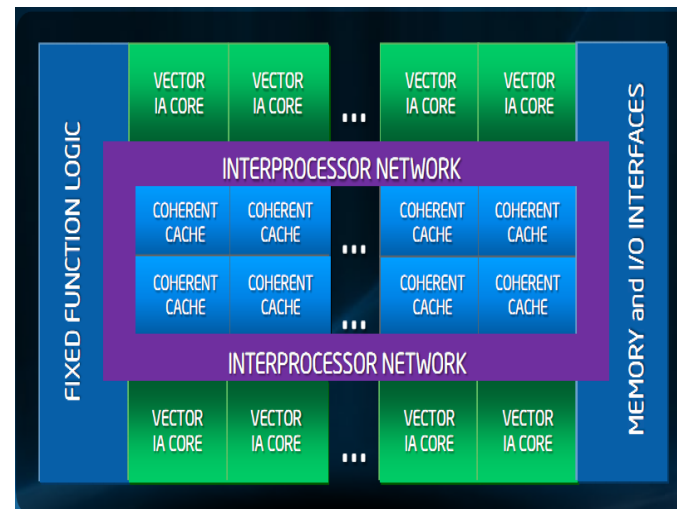 FIXED FUNCTION LOGIC
VECTOR
IA CORE
VECTOR
IA CORE
...
VECTOR
IA CORE
VECTOR
IA CORE
MEMORY and I/O INTERFACES
INTERPROCESSOR NETWORK
COHERENT
CACHE
COHERENT
CACHE
...
COHERENT
CACHE
COHERENT
CACHE
COHERENT
CACHE
COHERENT
CACHE
...
COHERENT
CACHE
COHERENT
CACHE
INTERPROCESSOR NETWORK
VECTOR
IA CORE
VECTOR
IA CORE
...
VECTOR
IA CORE
VECTOR
IA CORE